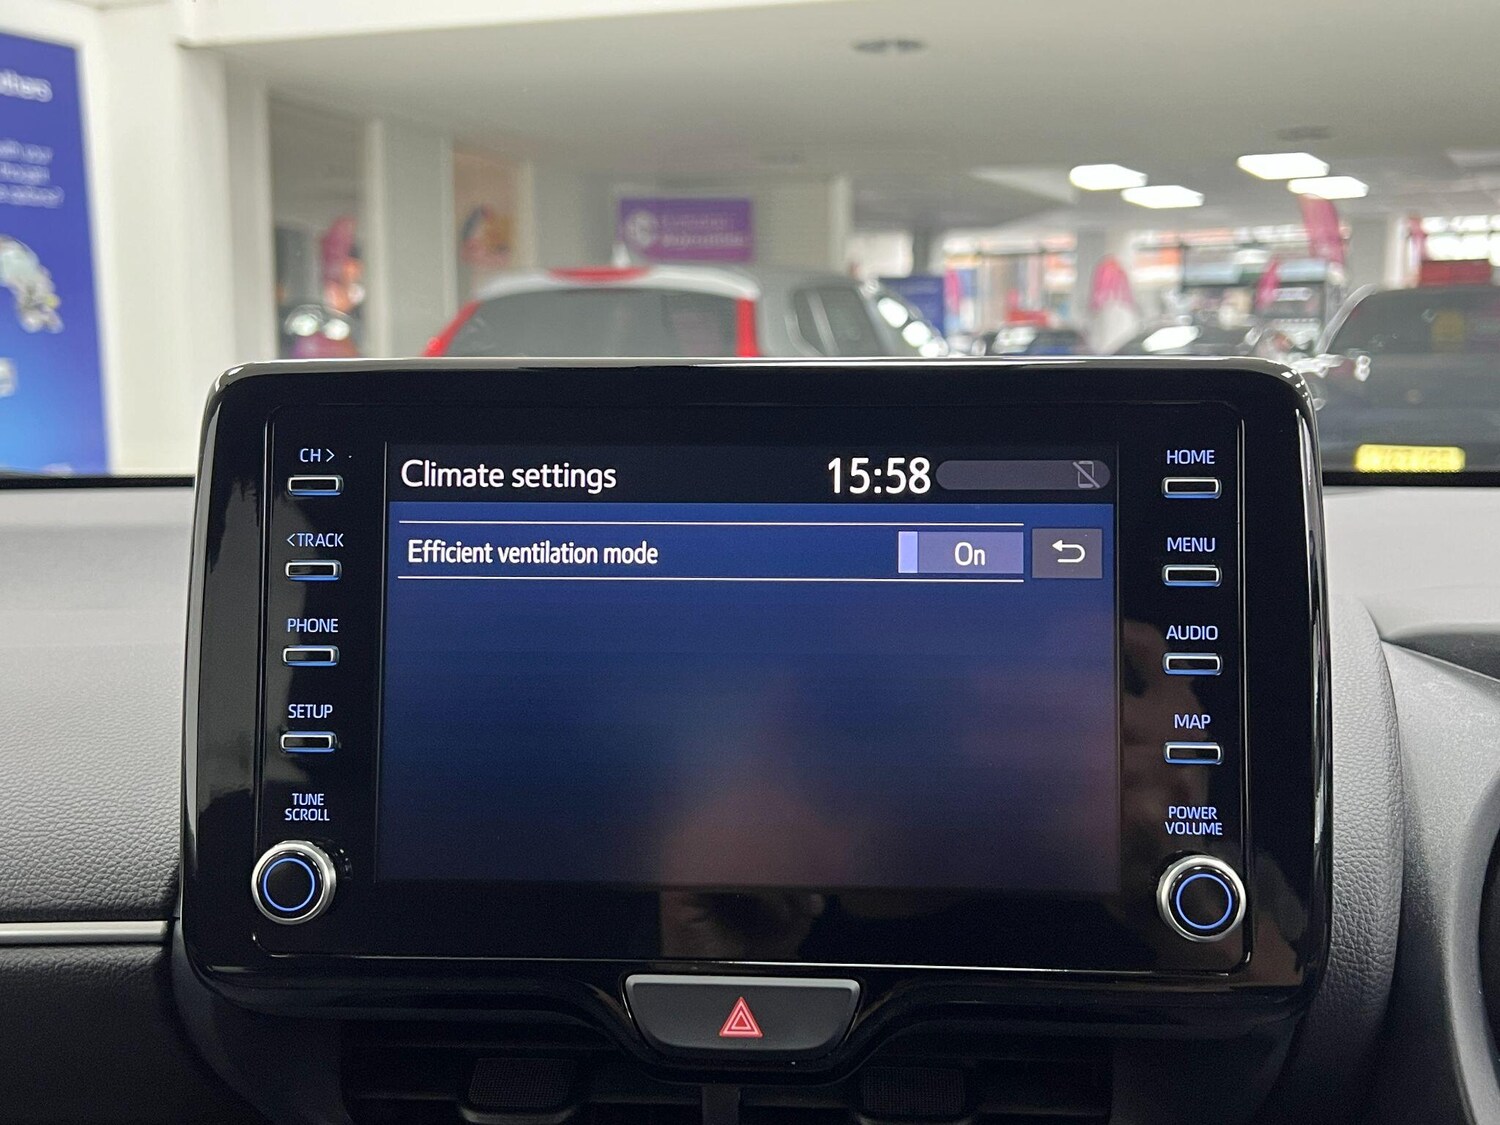 CH >
<TRACK
PHONE
SETUP
TUNE
SCROLL
Climate settings 15:58
Efficient ventilation mode On
HOME
MENU
AUDIO
MAP
POWER
VOLUME